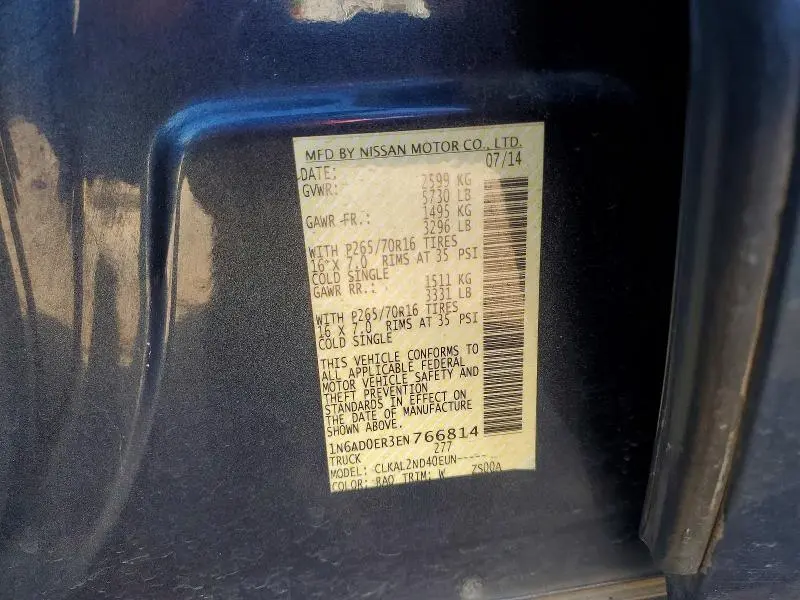 MFD BY NISSAN MOTOR CO., LTD.
DATE: 07/14
GVWR: 2599 KG
5730 LB
GAWR FR.: 1495 KG
3296 LB
WITH P265/70R16 TIRES
16 X 7.0 RIMS AT 35 PSI
COLD SINGLE
GAWR RR.: 1511 KG
3331 LB
WITH P265/70R16 TIRES
16 X 7.0 RIMS AT 35 PSI
COLD SINGLE
THIS VEHICLE CONFORMS TO
ALL APPLICABLE FEDERAL
MOTOR VEHICLE SAFETY AND
THEFT PREVENTION
STANDARDS IN EFFECT ON
THE DATE OF MANUFACTURE
SHOWN ABOVE.
1N6AD0ER3EN766814
TRUCK 277
MODEL: CLKAL2ND40EUN-----
COLOR: RAQ TRIM: W ZS00A